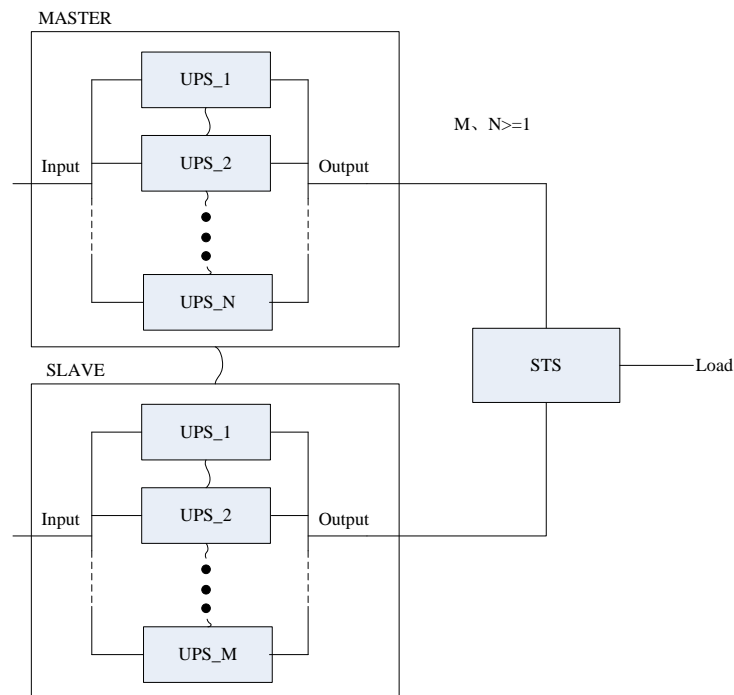 MASTER
UPS_1
M、N>=1
Input
UPS_2
Output
UPS_N
STS
Load
SLAVE
UPS_1
Input
UPS_2
Output
UPS_M